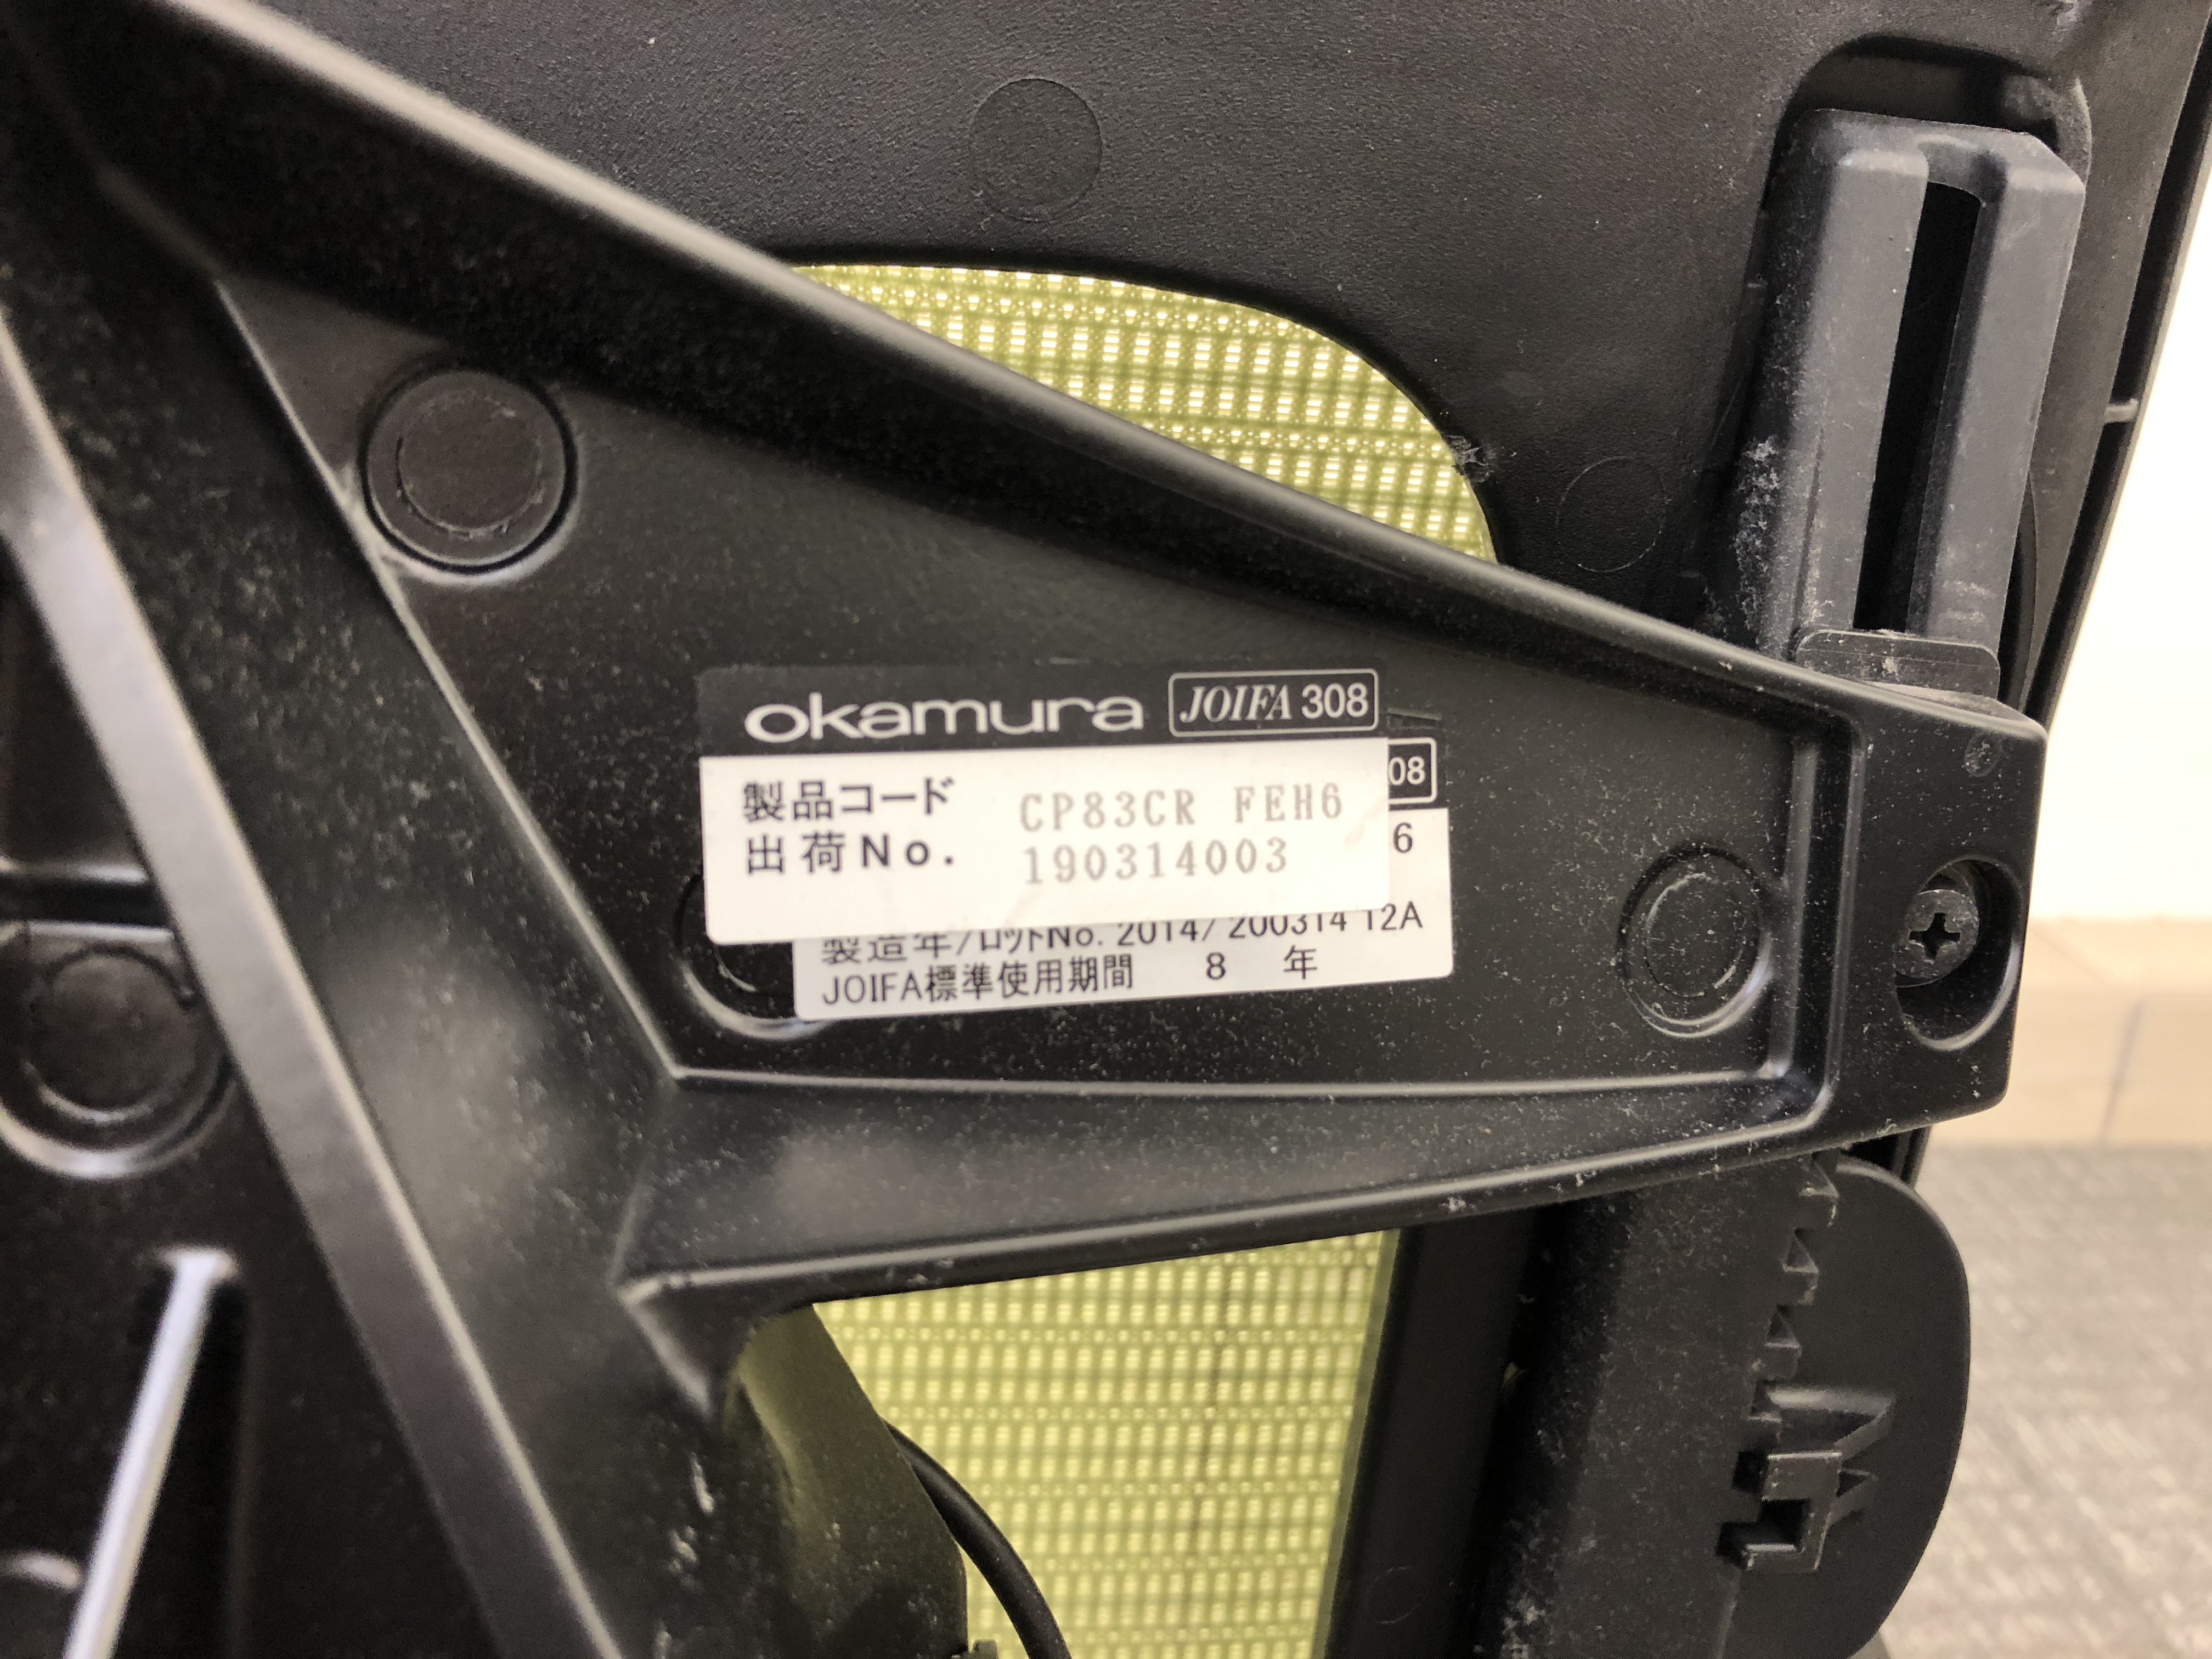 okamura JOIFA 308
製品コード CP83CR FEH6
出荷No. 190314003
08
6
製造年/ロットNo. 2014/200314 12A
JOIFA標準使用期間 8 年